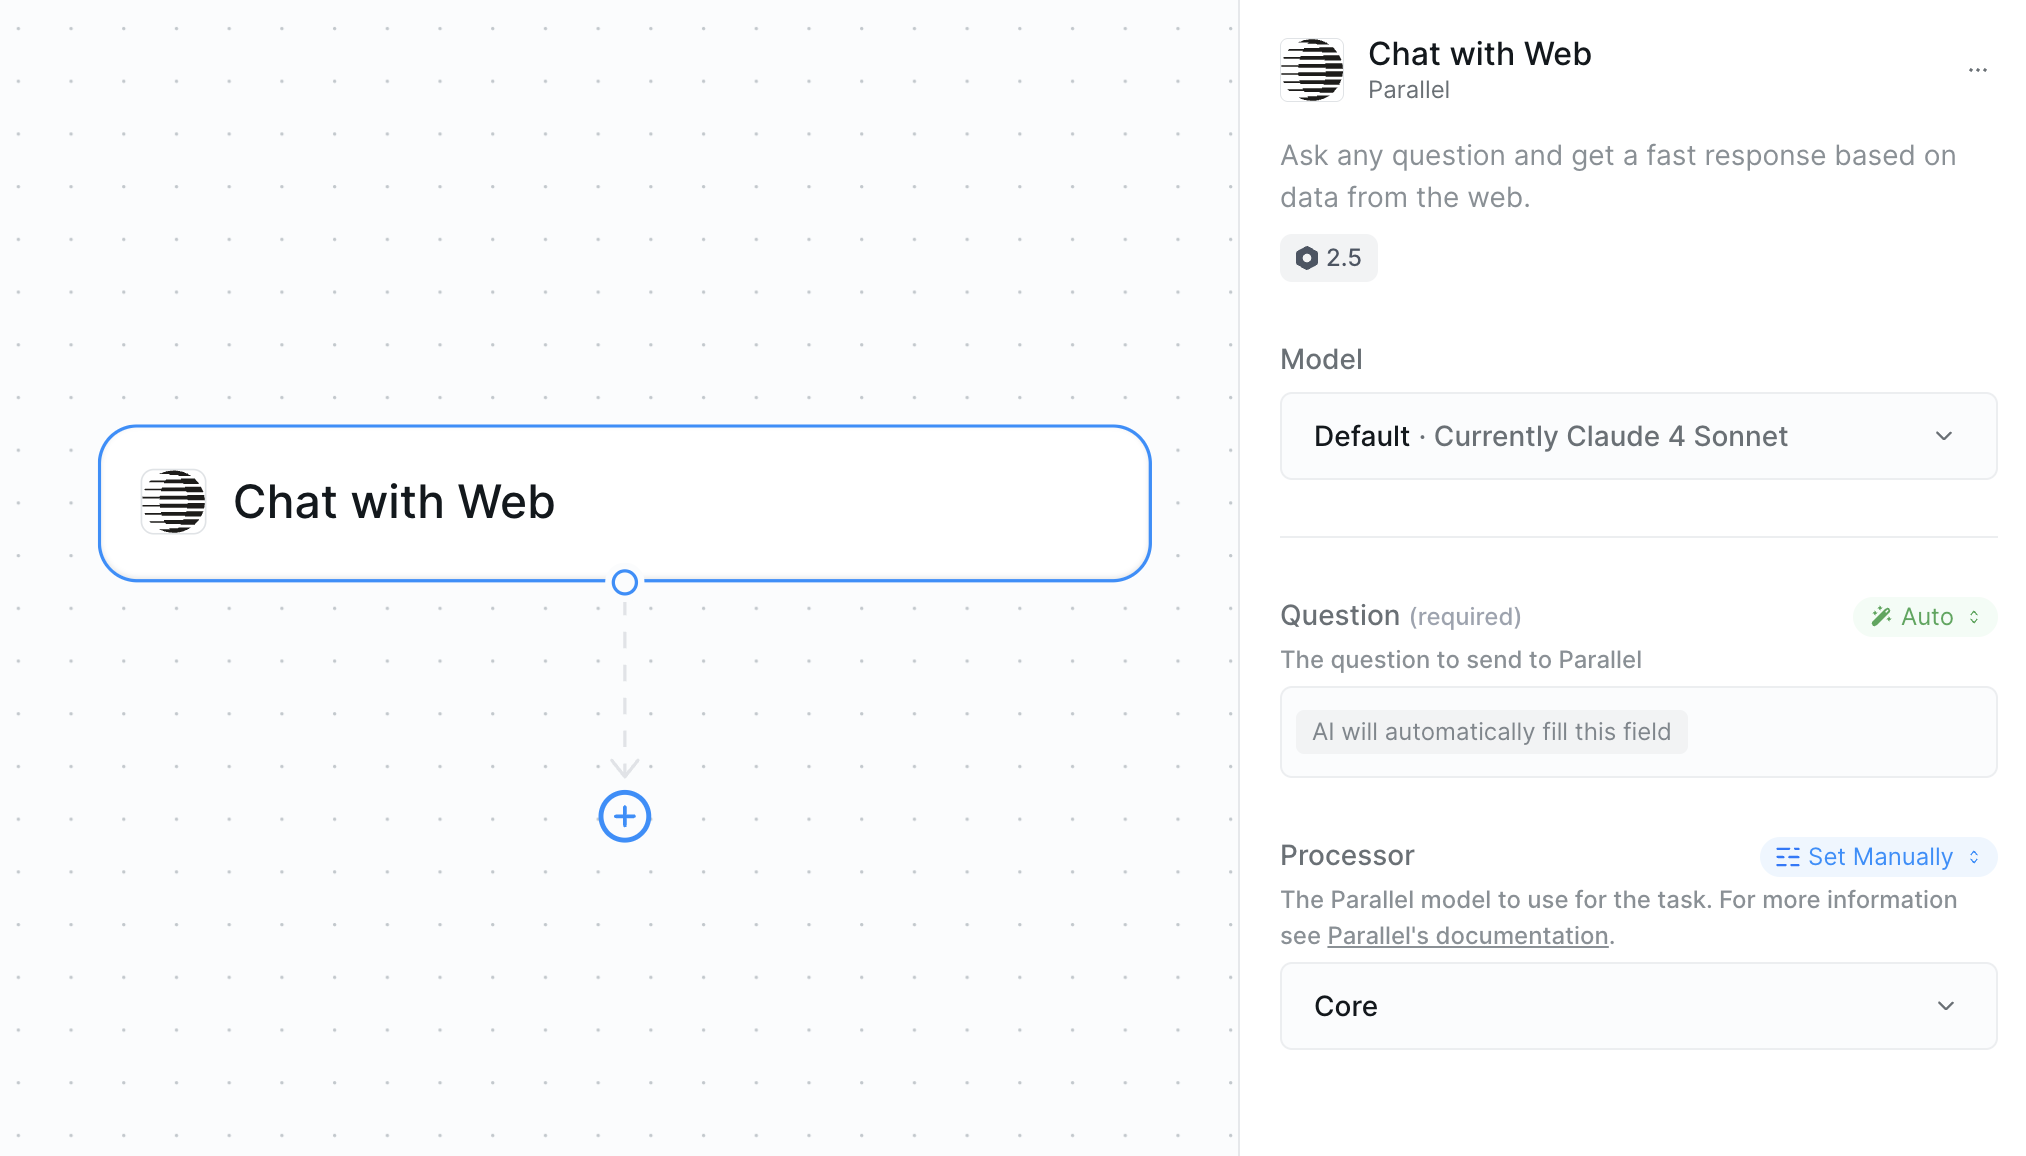 Chat with Web
Chat with Web
Parallel
Ask any question and get a fast response based on
data from the web.
2.5
Model
Default · Currently Claude 4 Sonnet
Question (required)
Auto
The question to send to Parallel
AI will automatically fill this field
Processor
Set Manually
The Parallel model to use for the task. For more information
see Parallel's documentation.
Core